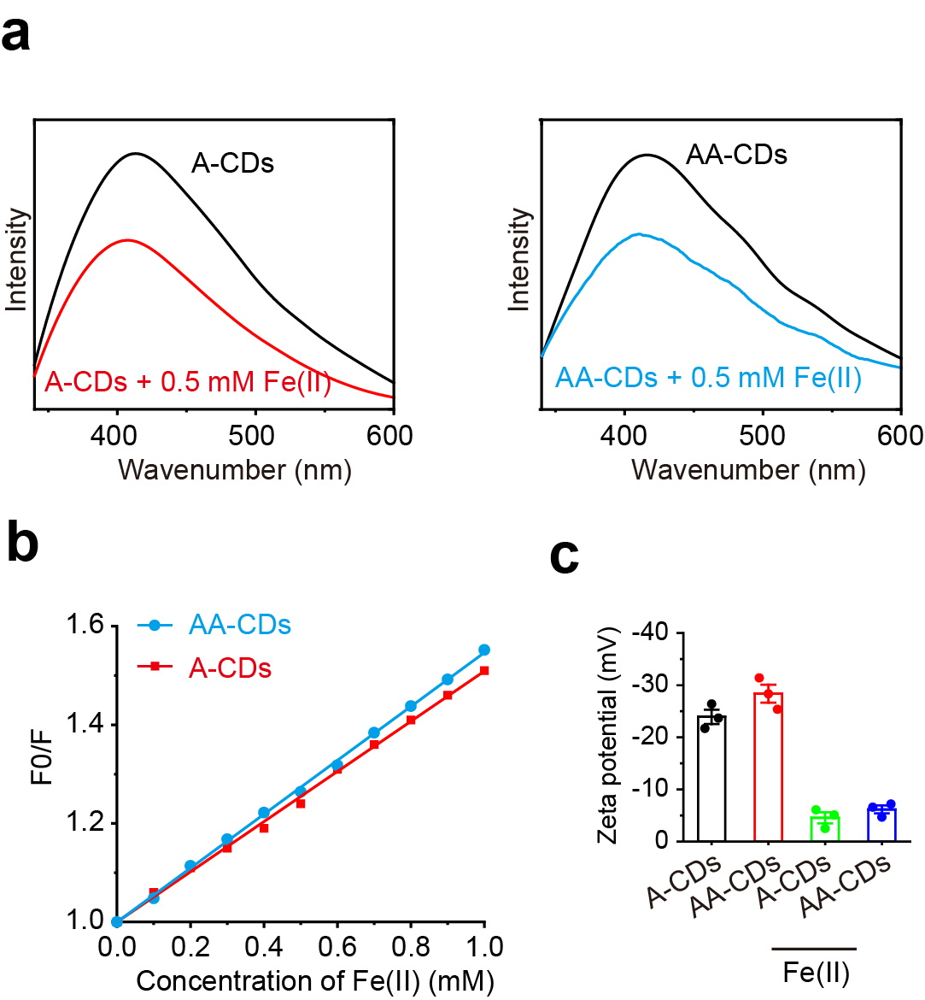 a
A-CDs
A-CDs + 0.5 mM Fe(II)
Intensity
400 500 600
Wavenumber (nm)
AA-CDs
AA-CDs + 0.5 mM Fe(II)
Intensity
400 500 600
Wavenumber (nm)
b
AA-CDs
A-CDs
F0/F
1.6
1.4
1.2
1.0
0.0 0.2 0.4 0.6 0.8 1.0
Concentration of Fe(II) (mM)
c
Zeta potential (mV)
-40
-30
-20
-10
0
A-CDs
AA-CDs
A-CDs
AA-CDs
Fe(II)